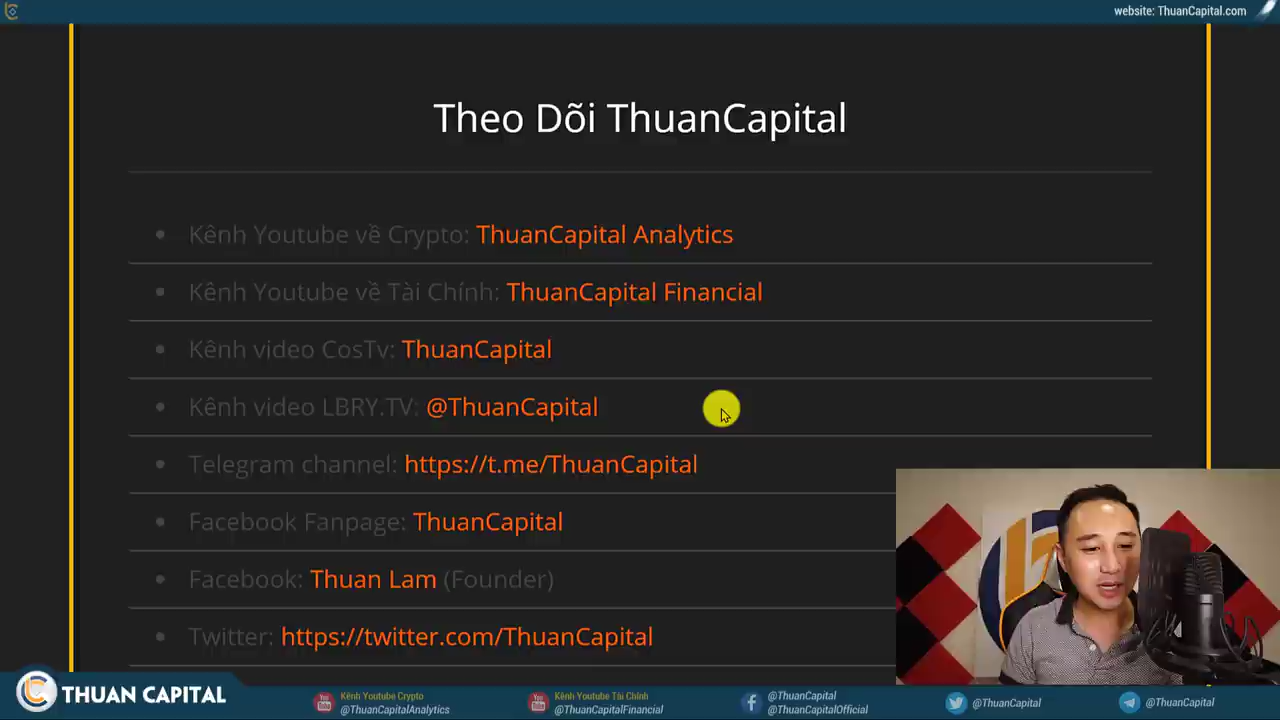 website: ThuanCapital.com
Theo Dõi ThuanCapital
Kênh Youtube về Crypto: ThuanCapital Analytics
Kênh Youtube về Tài Chính: ThuanCapital Financial
Kênh video CosTv: ThuanCapital
Kênh video LBRY.TV: @ThuanCapital
Telegram channel: https://t.me/ThuanCapital
Facebook Fanpage: ThuanCapital
Facebook: Thuan Lam (Founder)
Twitter: https://twitter.com/ThuanCapital
THUAN CAPITAL
Kênh Youtube Crypto
@ThuanCapitalAnalytics
Kênh Youtube Tài Chính
@ThuanCapitalFinancial
@ThuanCapital
@ThuanCapitalOfficial
@ThuanCapital
@ThuanCapital